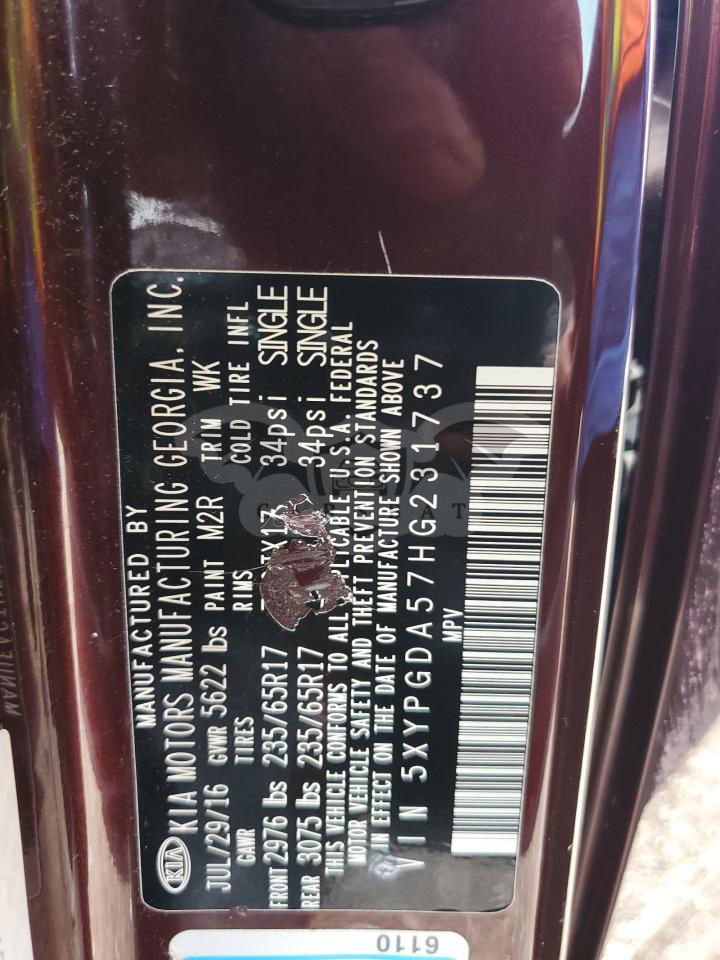 MANUFACTURED BY
KIA KIA MOTORS MANUFACTURING GEORGIA, INC.
JUL/29/16 GVWR 5622 lbs PAINT M2R TRIM WK
GAWR TIRES RIMS COLD TIRE INFL
FRONT 2976 lbs 235/65R17 34psi SINGLE
REAR 3075 lbs 235/65R17 34psi SINGLE
THIS VEHICLE CONFORMS TO ALL U.S.A. FEDERAL
MOTOR VEHICLE SAFETY AND THEFT PREVENTION STANDARDS
IN EFFECT ON THE DATE OF MANUFACTURE SHOWN ABOVE
VIN 5XYPGDA57HG231737
MPV
6110